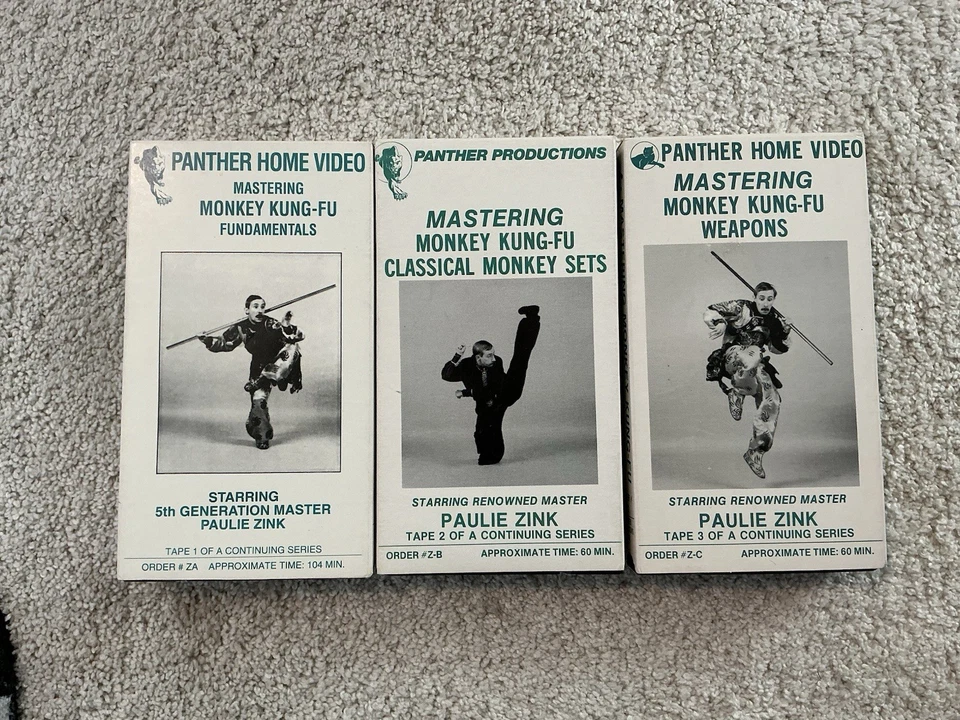 PANTHER HOME VIDEO
MASTERING
MONKEY KUNG-FU
FUNDAMENTALS
STARRING
5th GENERATION MASTER
PAULIE ZINK
TAPE 1 OF A CONTINUING SERIES
ORDER # ZA APPROXIMATE TIME: 104 MIN.
PANTHER PRODUCTIONS
MASTERING
MONKEY KUNG-FU
CLASSICAL MONKEY SETS
STARRING RENOWNED MASTER
PAULIE ZINK
TAPE 2 OF A CONTINUING SERIES
ORDER #Z-B APPROXIMATE TIME: 60 MIN.
PANTHER HOME VIDEO
MASTERING
MONKEY KUNG-FU
WEAPONS
STARRING RENOWNED MASTER
PAULIE ZINK
TAPE 3 OF A CONTINUING SERIES
ORDER #Z-C APPROXIMATE TIME: 60 MIN.